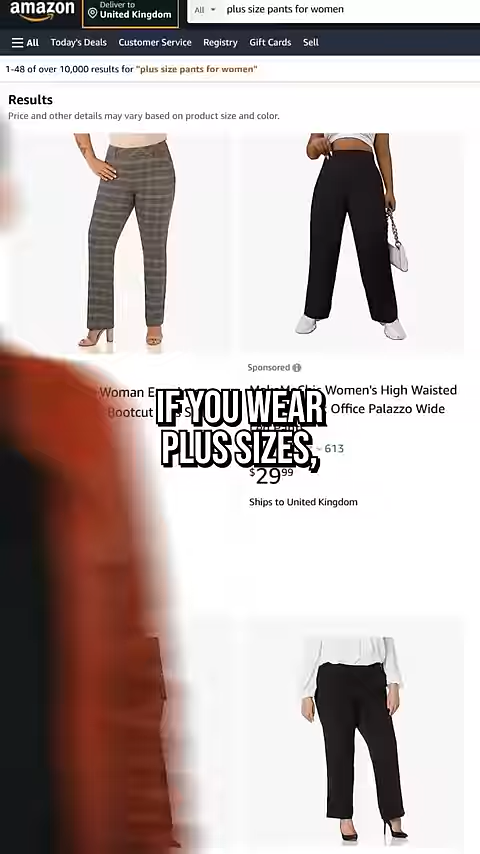 amazon
Deliver to
United Kingdom
All
plus size pants for women
All Today's Deals Customer Service Registry Gift Cards Sell
1-48 of over 10,000 results for "plus size pants for women"
Results
Price and other details may vary based on product size and color.
Sponsored
Women's High Waisted
Office Palazzo Wide
Woman
Bootcut
IF YOU WEAR
PLUS SIZES,
613
$29.99
Ships to United Kingdom